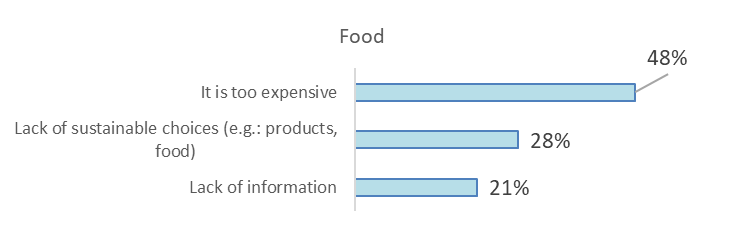 Food
48%
It is too expensive
Lack of sustainable choices (e.g.: products,
food)
28%
Lack of information
21%